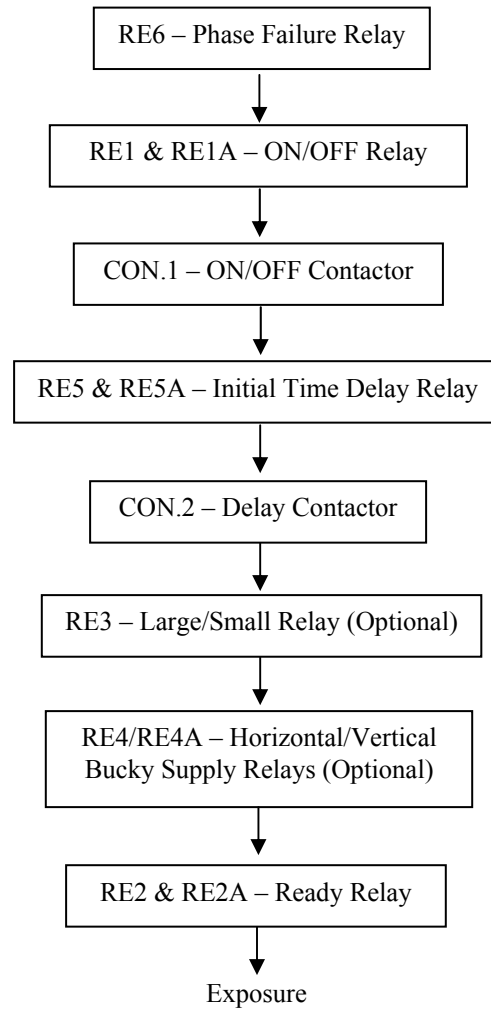 RE6 – Phase Failure Relay
RE1 & RE1A – ON/OFF Relay
CON.1 – ON/OFF Contactor
RE5 & RE5A – Initial Time Delay Relay
CON.2 – Delay Contactor
RE3 – Large/Small Relay (Optional)
RE4/RE4A – Horizontal/Vertical
Bucky Supply Relays (Optional)
RE2 & RE2A – Ready Relay
Exposure